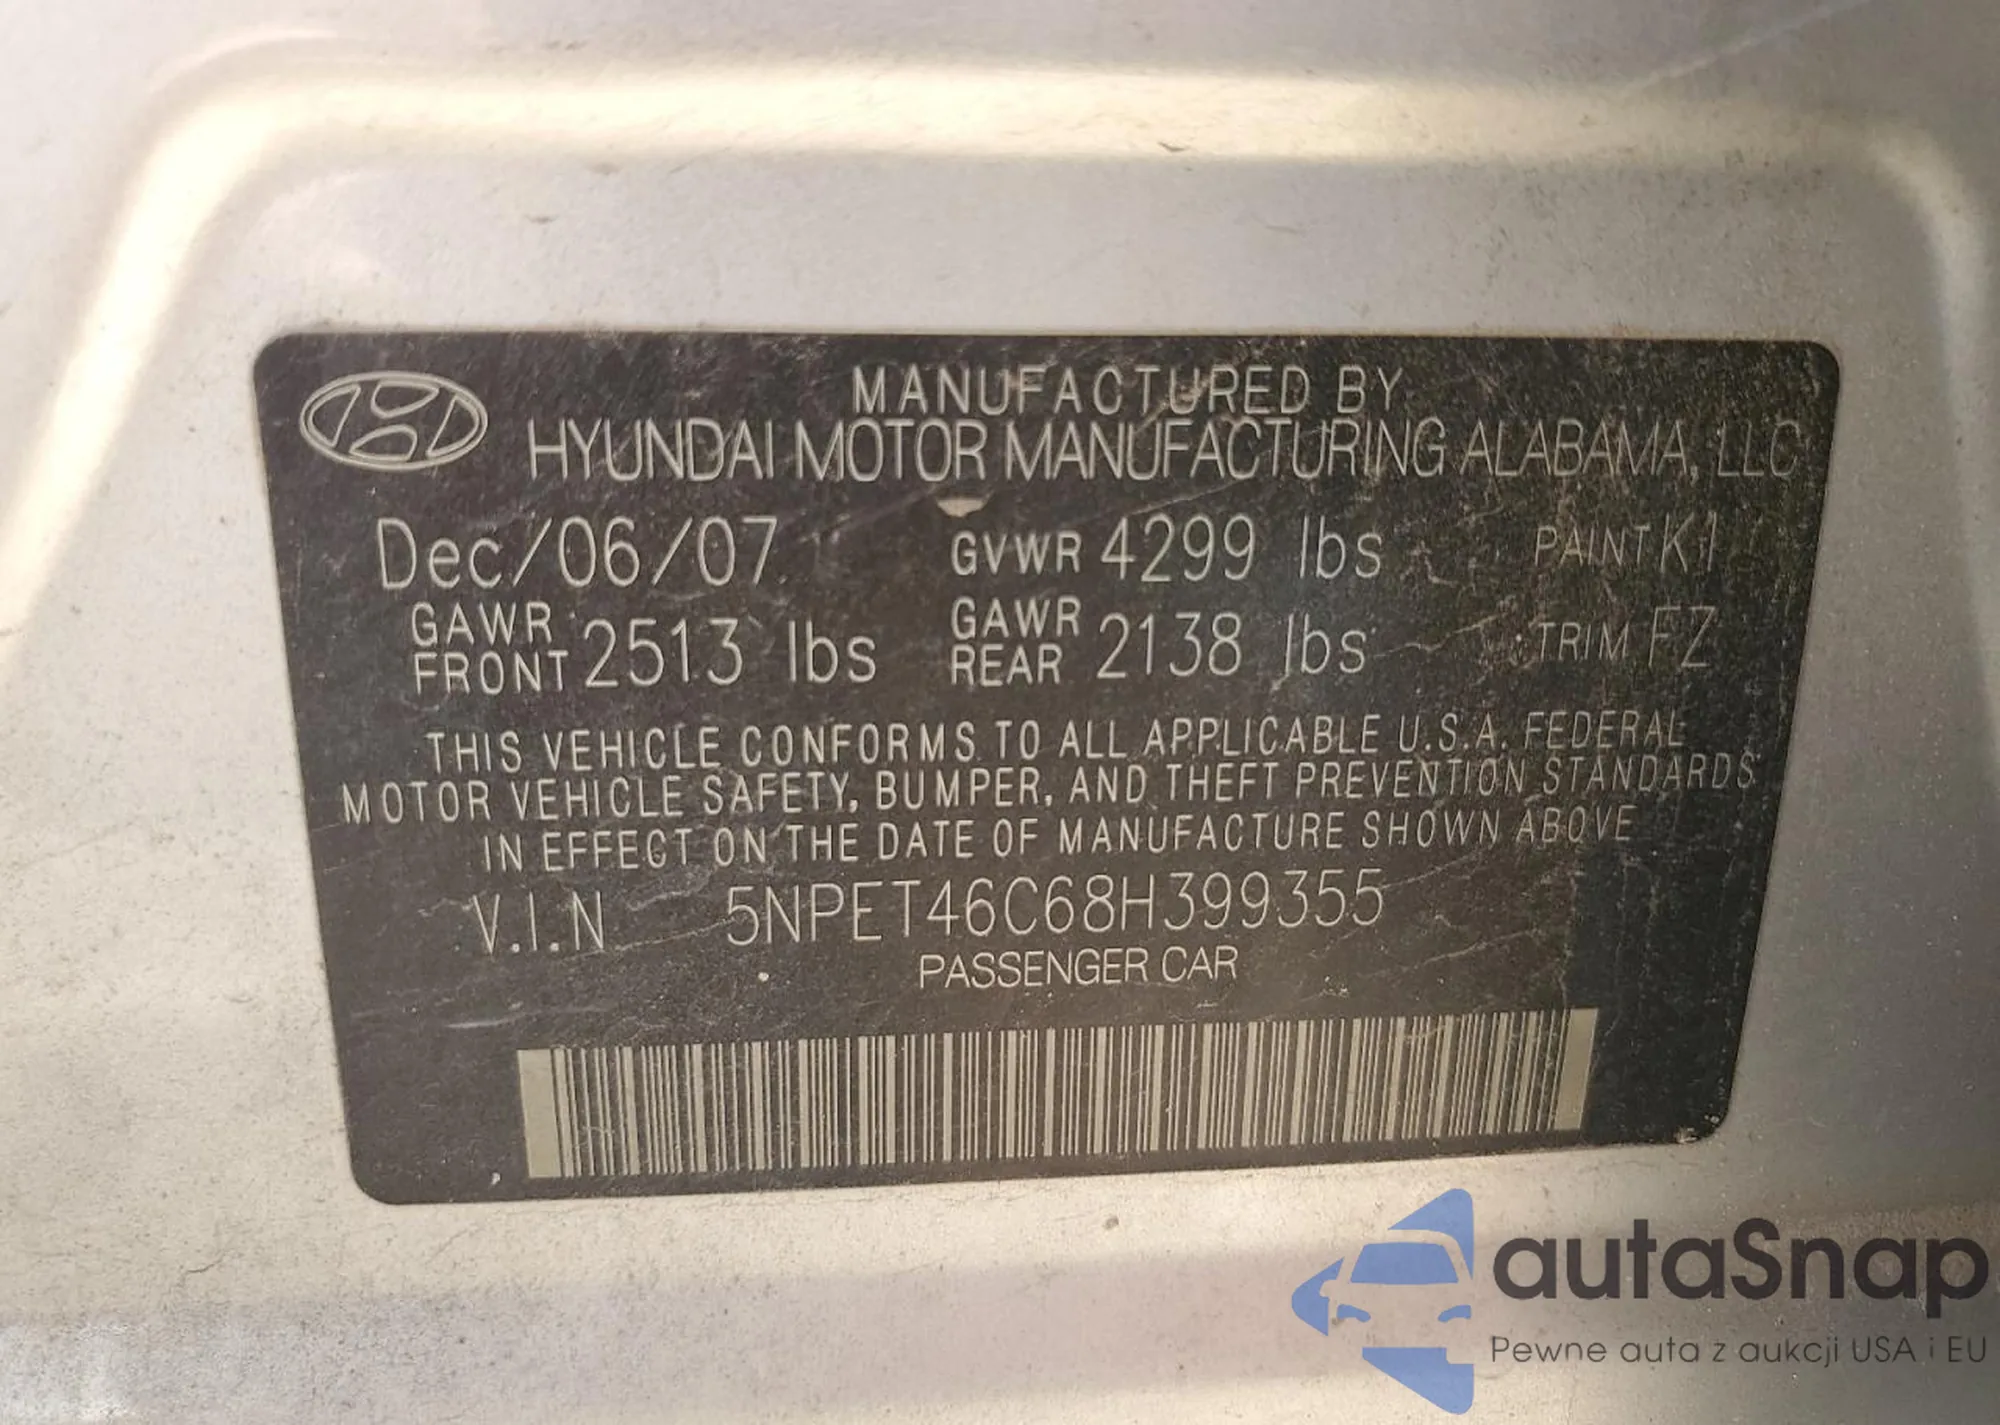 MANUFACTURED BY
HYUNDAI MOTOR MANUFACTURING ALABAMA, LLC
Dec/06/07 GVWR 4299 lbs PAINT K1
GAWR FRONT 2513 lbs GAWR REAR 2138 lbs TRIM FZ
THIS VEHICLE CONFORMS TO ALL APPLICABLE U.S.A. FEDERAL
MOTOR VEHICLE SAFETY, BUMPER, AND THEFT PREVENTION STANDARDS
IN EFFECT ON THE DATE OF MANUFACTURE SHOWN ABOVE
V.I.N 5NPET46C68H399355
PASSENGER CAR
autaSnap
Pewne auta z aukcji USA i EU